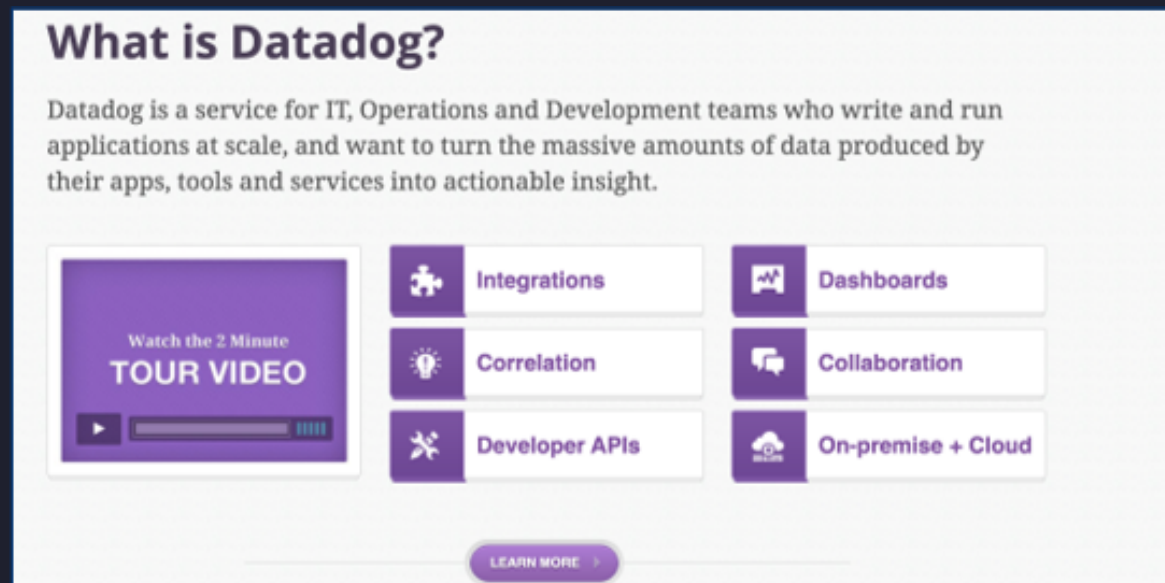 What is Datadog?
Datadog is a service for IT, Operations and Development teams who write and run
applications at scale, and want to turn the massive amounts of data produced by
their apps, tools and services into actionable insight.
Watch the 2 Minute
TOUR VIDEO
Integrations
Dashboards
Correlation
Collaboration
Developer APIs
On-premise + Cloud
LEARN MORE